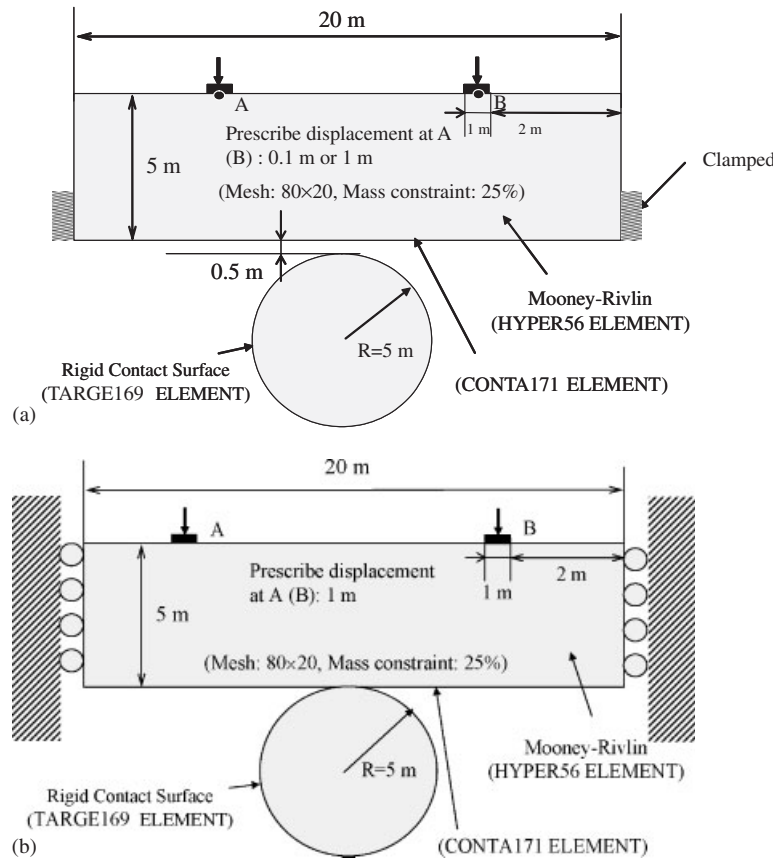 20 m
A
B
1 m
2 m
Prescribe displacement at A
(B) : 0.1 m or 1 m
5 m
(Mesh: 80×20, Mass constraint: 25%)
Clamped
0.5 m
Mooney-Rivlin
(HYPER56 ELEMENT)
R=5 m
Rigid Contact Surface
(TARGE169 ELEMENT)
(CONTA171 ELEMENT)
(a)
20 m
A
B
Prescribe displacement
at A (B): 1 m
1 m
2 m
5 m
(Mesh: 80×20, Mass constraint: 25%)
Mooney-Rivlin
(HYPER56 ELEMENT)
R=5 m
Rigid Contact Surface
(TARGE169 ELEMENT)
(CONTA171 ELEMENT)
(b)